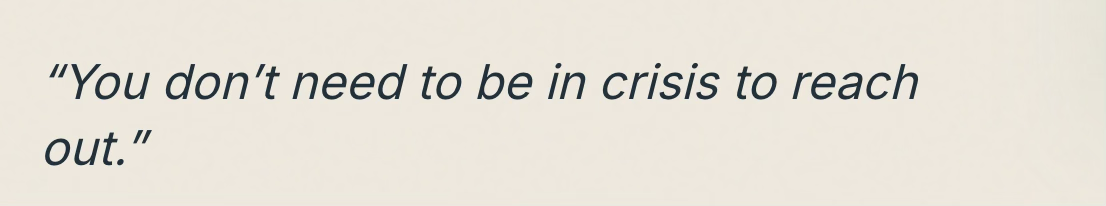 “You don’t need to be in crisis to reach
out.”